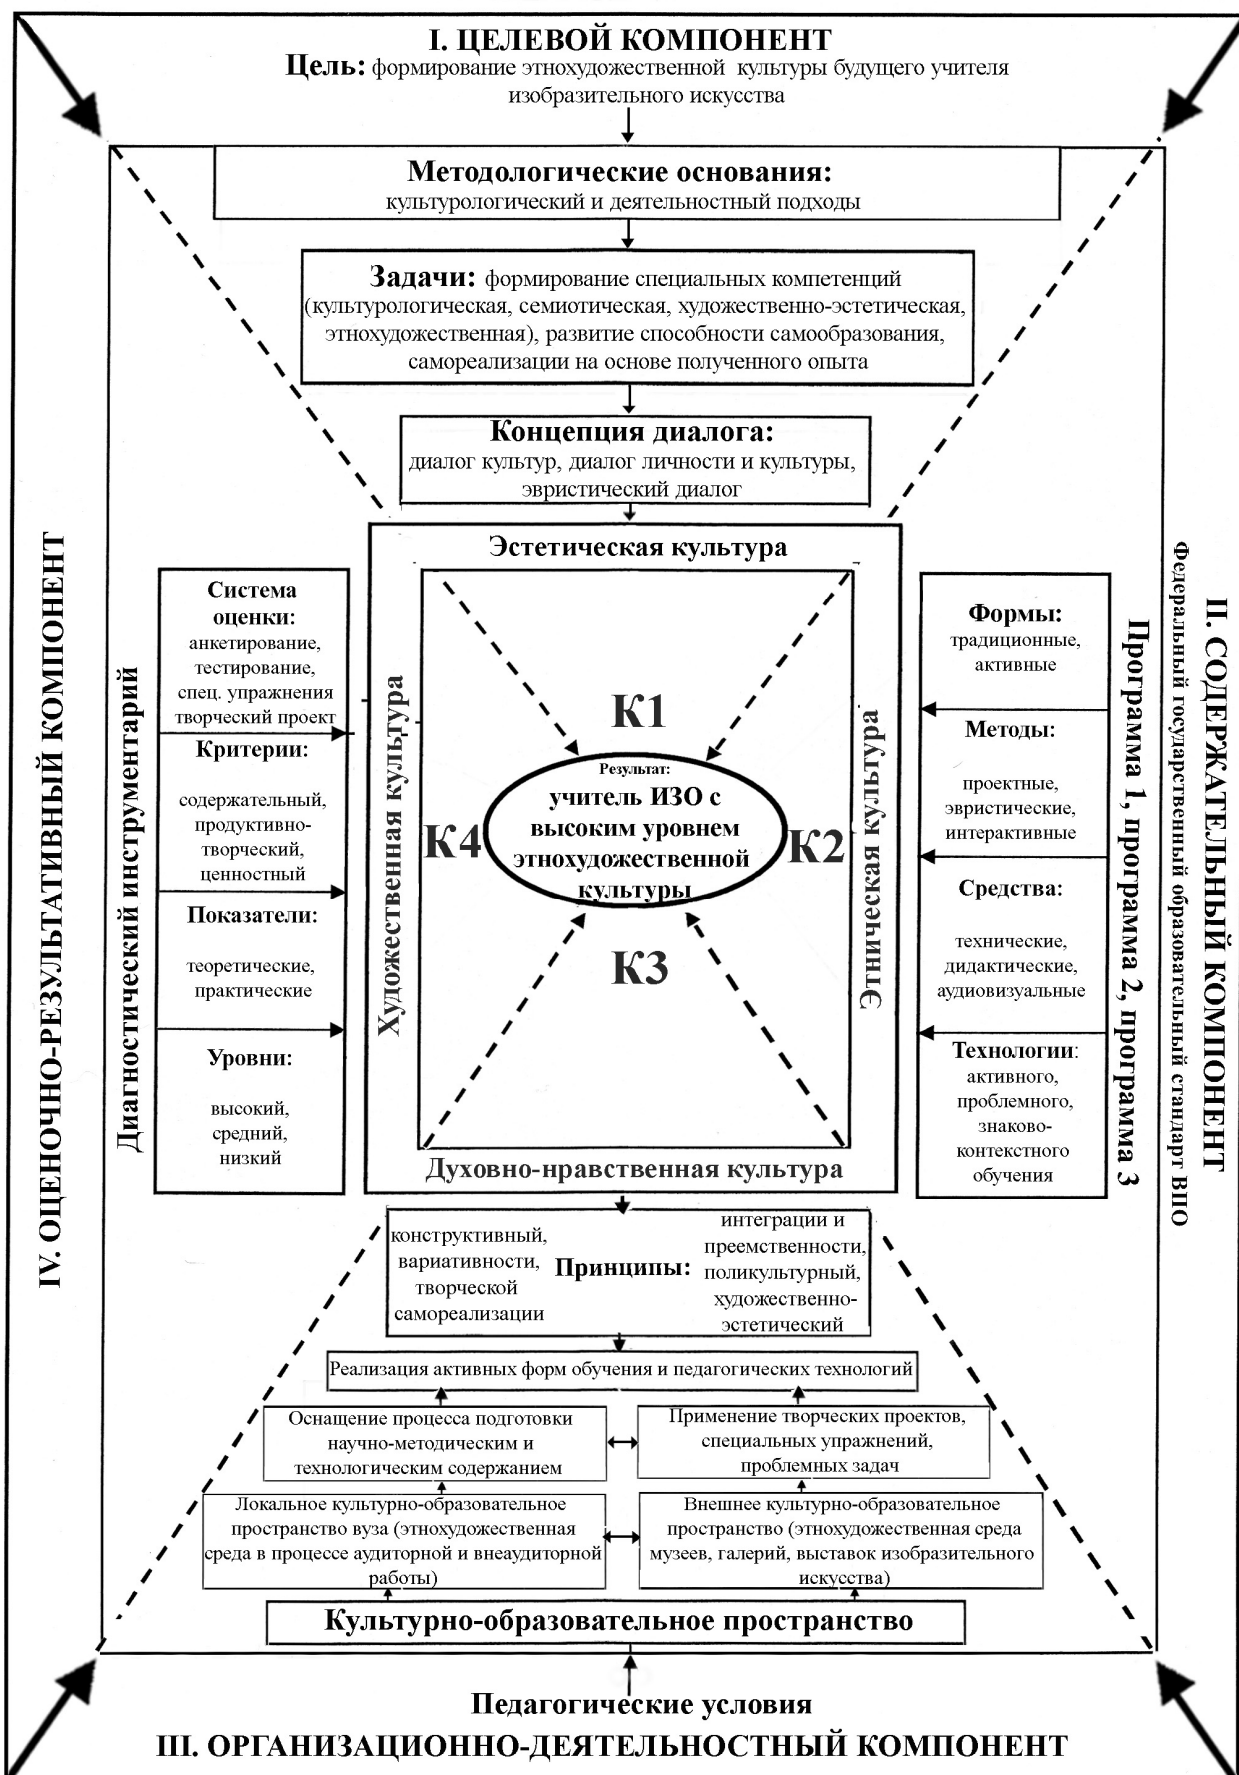 I. ЦЕЛЕВОЙ КОМПОНЕНТ
Цель: формирование этнохудожественной культуры будущего учителя
изобразительного искусства
Методологические основания:
культурологический и деятельностный подходы
Задачи: формирование специальных компетенций
(культурологическая, семиотическая, художественно-эстетическая,
этнохудожественная), развитие способности самообразования,
самореализации на основе полученного опыта
Концепция диалога:
диалог культур, диалог личности и культуры,
эвристический диалог
IV. ОЦЕНОЧНО-РЕЗУЛЬТАТИВНЫЙ КОМПОНЕНТ
Диагностический инструментарий
Система
оценки:
анкетирование,
тестирование,
спец. упражнения
творческий проект
Критерии:
содержательный,
продуктивно-
творческий,
ценностный
Показатели:
теоретические,
практические
Уровни:
высокий,
средний,
низкий
Эстетическая культура
Художественная культура
К1
К4
Результат:
учитель ИЗО с
высоким уровнем
этнохудожественной
культуры
К2
К3
Этническая культура
Духовно-нравственная культура
Формы:
традиционные,
активные
Методы:
проектные,
эвристические,
интерактивные
Средства:
технические,
дидактические,
аудиовизуальные
Технологии:
активного,
проблемного,
знаково-
контекстного
обучения
Программа 1, программа 2, программа 3
Федеральный государственный образовательный стандарт ВПО
II. СОДЕРЖАТЕЛЬНЫЙ КОМПОНЕНТ
конструктивный,
вариативности,
творческой
самореализации
Принципы:
интеграции и
преемственности,
поликультурный,
художественно-
эстетический
Реализация активных форм обучения и педагогических технологий
Оснащение процесса подготовки
научно-методическим и
технологическим содержанием
Применение творческих проектов,
специальных упражнений,
проблемных задач
Локальное культурно-образовательное
пространство вуза (этнохудожественная
среда в процессе аудиторной и внеаудиторной
работы)
Внешнее культурно-образовательное
пространство (этнохудожественная среда
музеев, галерий, выставок изобразительного
искусства)
Культурно-образовательное пространство
Педагогические условия
III. ОРГАНИЗАЦИОННО-ДЕЯТЕЛЬНОСТНЫЙ КОМПОНЕНТ